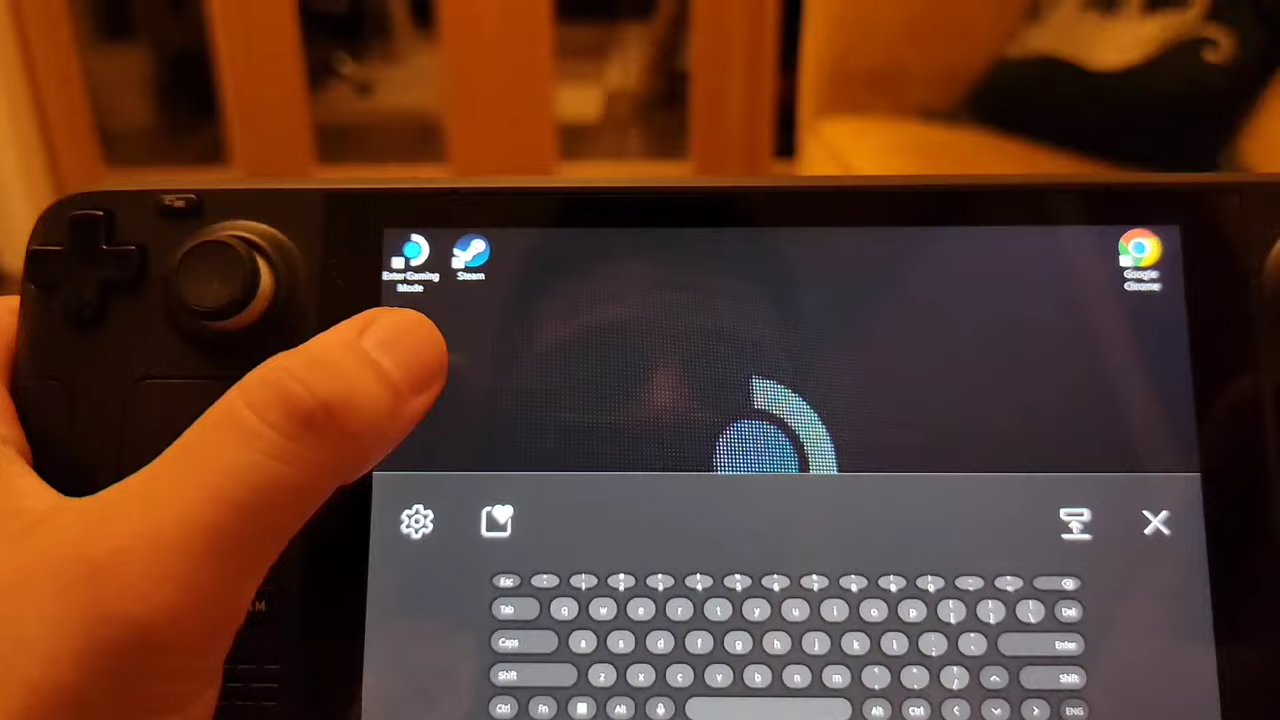 Enter Gaming
Mode
Steam
Google
Chrome
Esc
Tab q w e r t y u i o p Del
Caps a s d f g h j k l Enter
Shift z x c v b n m Shift
Ctrl Fn Alt Alt Ctrl ENG
AM